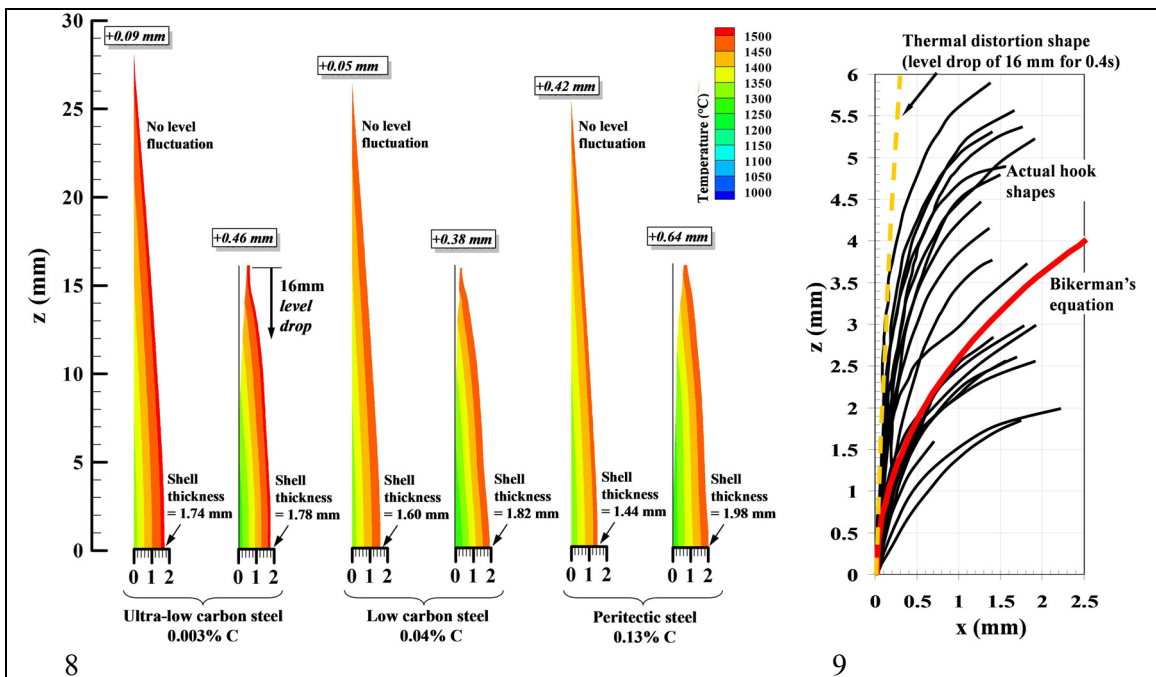 30
25
20
15
10
5
0
z (mm)
+0.09 mm
No level
fluctuation
+0.46 mm
16mm
level
drop
Shell
thickness
= 1.74 mm
Shell
thickness
= 1.78 mm
0 1 2
0 1 2
Ultra-low carbon steel
0.003% C
+0.05 mm
No level
fluctuation
+0.38 mm
Shell
thickness
= 1.60 mm
Shell
thickness
= 1.82 mm
0 1 2
0 1 2
Low carbon steel
0.04% C
+0.42 mm
No level
fluctuation
+0.64 mm
Shell
thickness
= 1.44 mm
Shell
thickness
= 1.98 mm
0 1 2
0 1 2
Peritectic steel
0.13% C
Temperature (°C)
1500
1450
1400
1350
1300
1250
1200
1150
1100
1050
1000
8
Thermal distortion shape
(level drop of 16 mm for 0.4s)
6
5.5
5
4.5
4
3.5
3
2.5
2
1.5
1
0.5
0
z (mm)
Actual hook
shapes
Bikerman's
equation
0 0.5 1 1.5 2 2.5
x (mm)
9